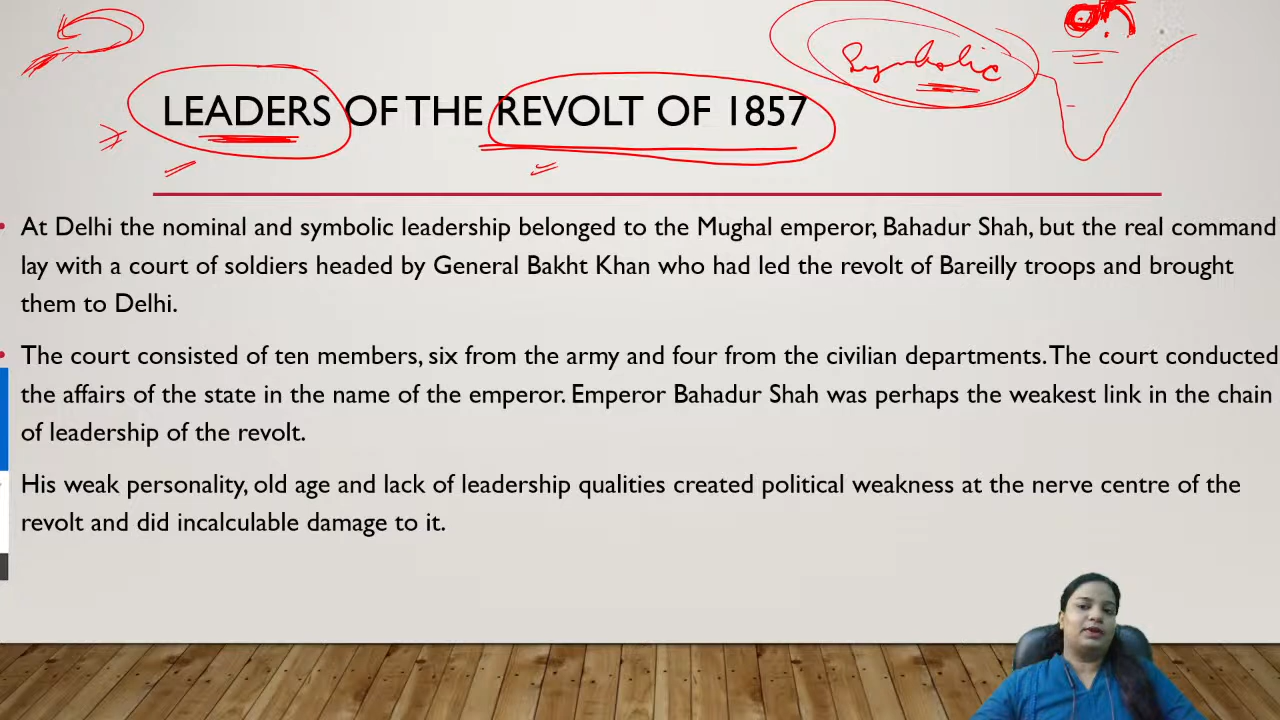 Symbolic
LEADERS OF THE REVOLT OF 1857
• At Delhi the nominal and symbolic leadership belonged to the Mughal emperor, Bahadur Shah, but the real command
lay with a court of soldiers headed by General Bakht Khan who had led the revolt of Bareilly troops and brought
them to Delhi.
• The court consisted of ten members, six from the army and four from the civilian departments. The court conducted
the affairs of the state in the name of the emperor. Emperor Bahadur Shah was perhaps the weakest link in the chain
of leadership of the revolt.
His weak personality, old age and lack of leadership qualities created political weakness at the nerve centre of the
revolt and did incalculable damage to it.